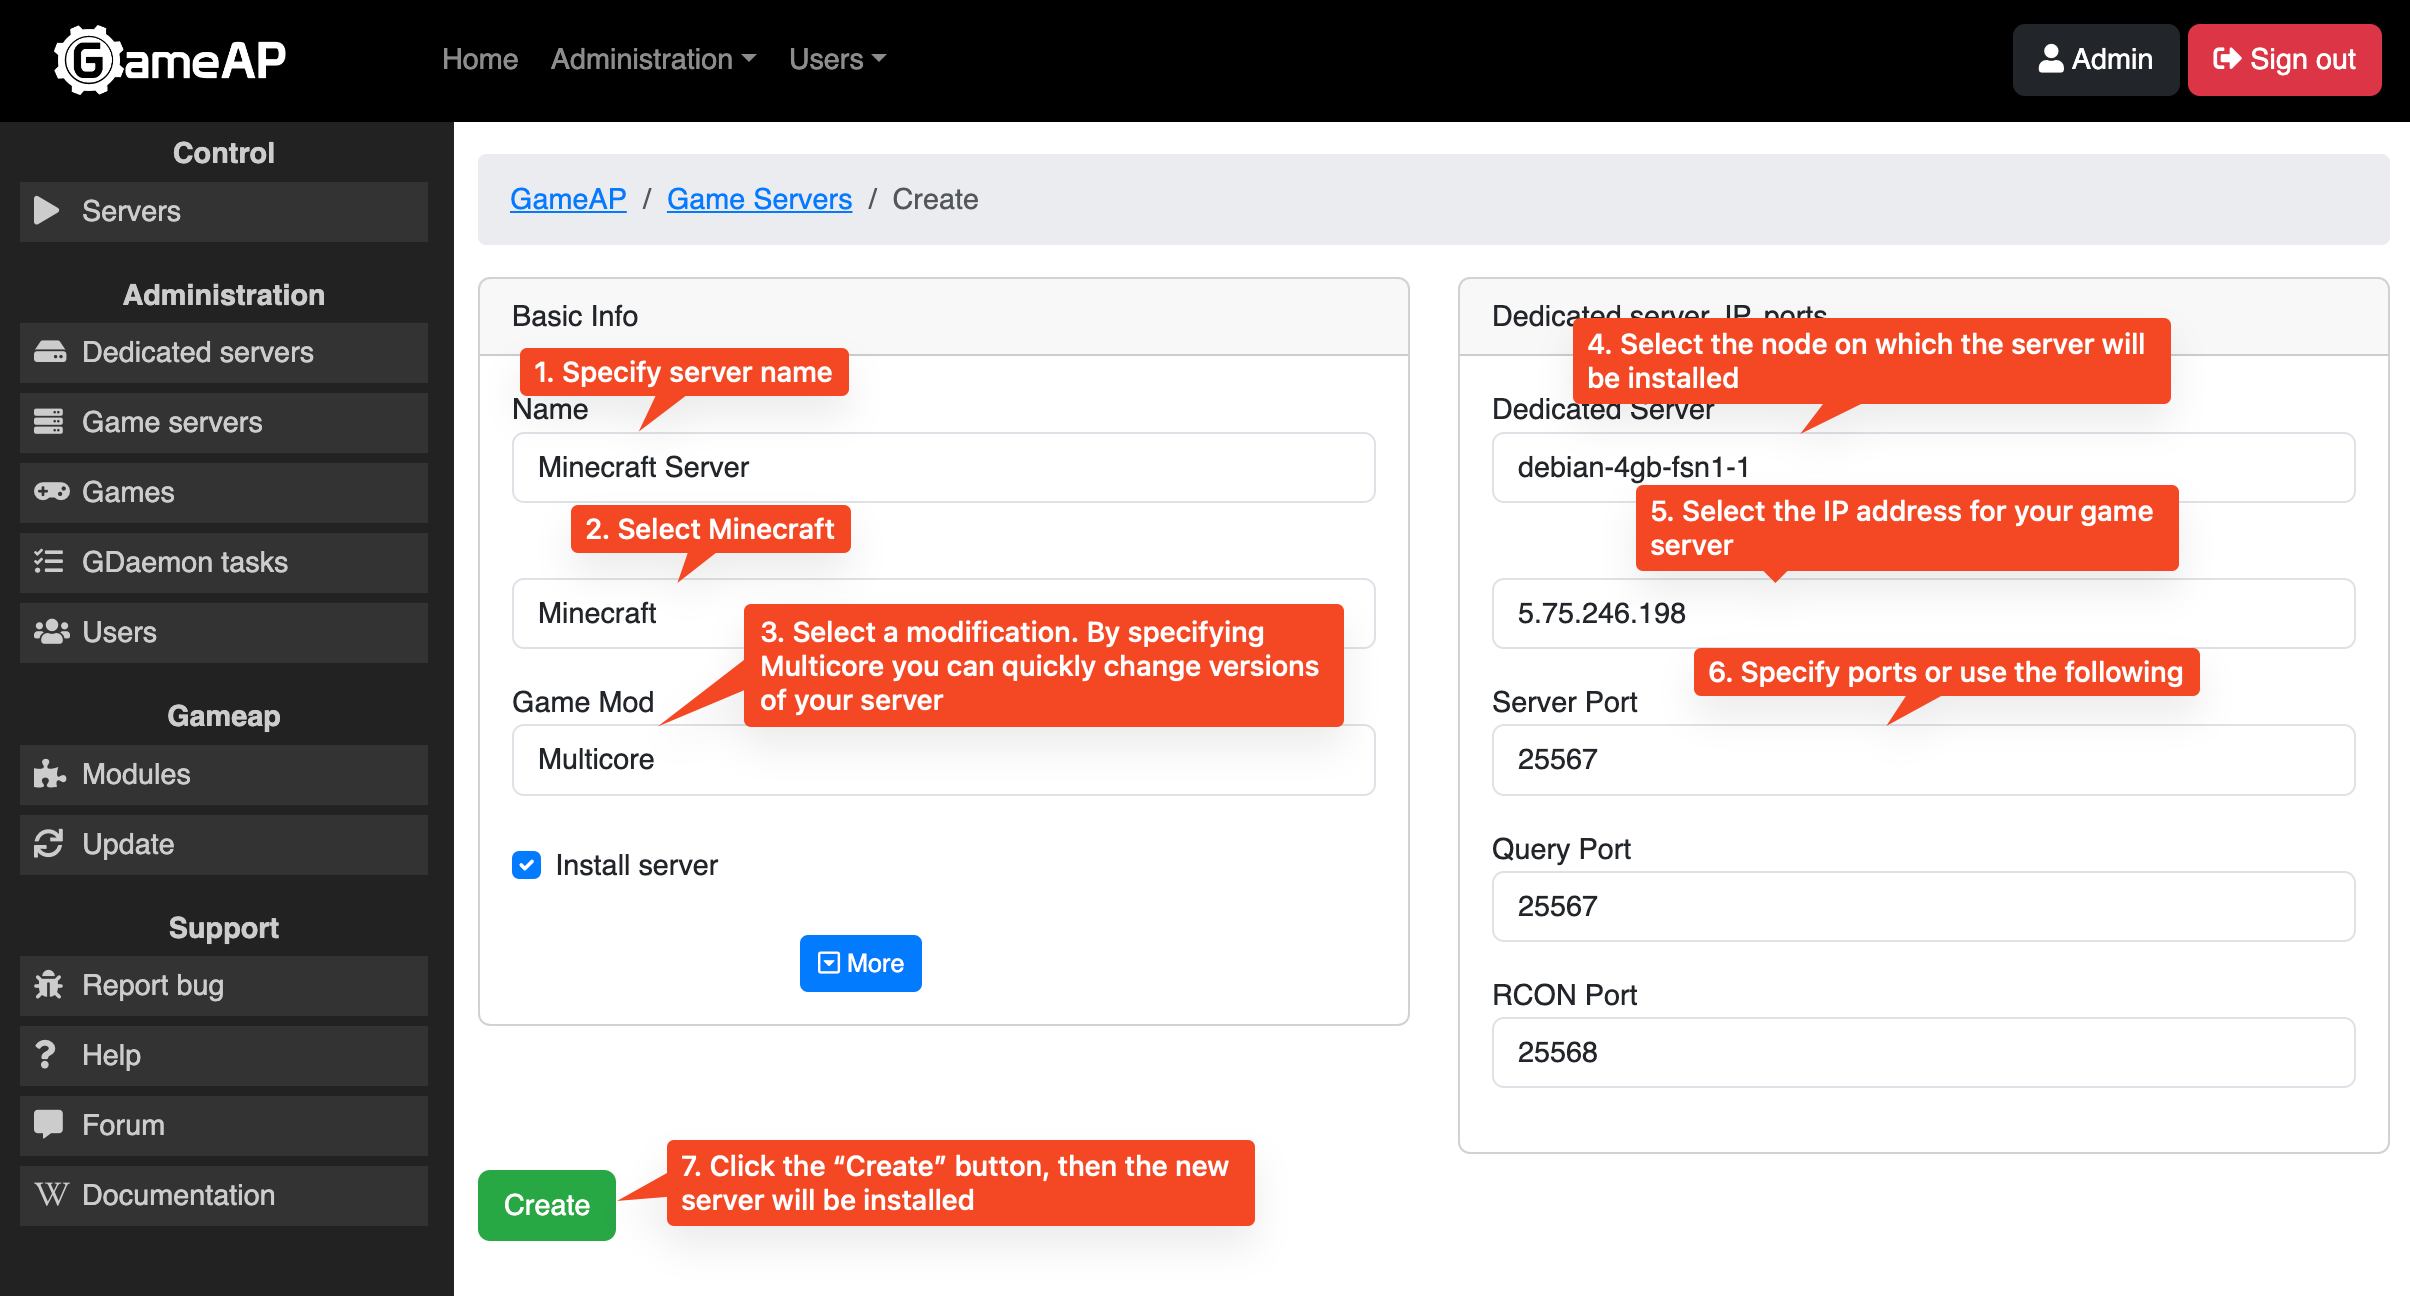 GameAP
Home
Administration
Users
Admin
Sign out
Control
Servers
Administration
Dedicated servers
Game servers
Games
GDaemon tasks
Users
Gameap
Modules
Update
Support
Report bug
Help
Forum
Documentation
GameAP / Game Servers / Create
Basic Info
1. Specify server name
Name
Minecraft Server
2. Select Minecraft
Minecraft
3. Select a modification. By specifying
Multicore you can quickly change versions
of your server
Game Mod
Multicore
Install server
More
Dedicated server, IP, ports
4. Select the node on which the server will
be installed
Dedicated Server
debian-4gb-fsn1-1
5. Select the IP address for your game
server
5.75.246.198
6. Specify ports or use the following
Server Port
25567
Query Port
25567
RCON Port
25568
Create
7. Click the “Create” button, then the new
server will be installed